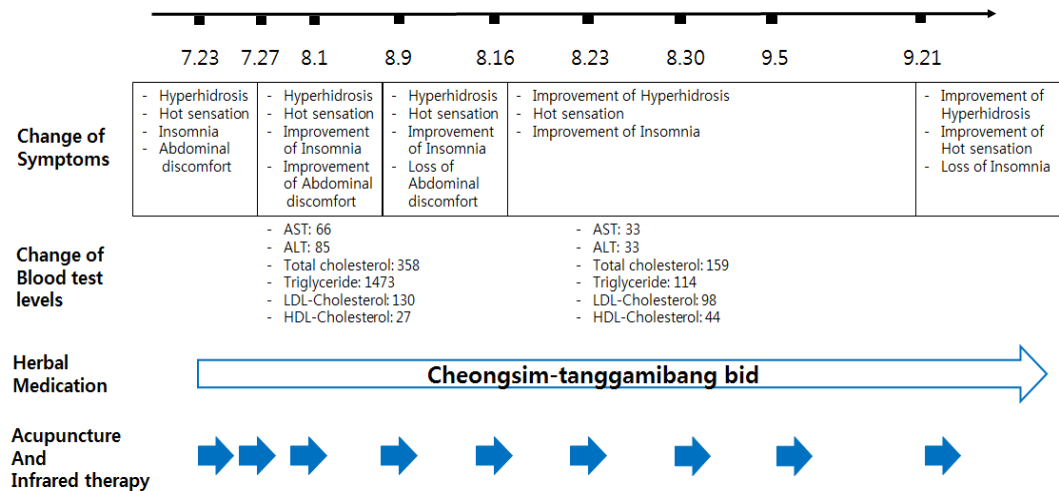 7.23 7.27 8.1 8.9 8.16 8.23 8.30 9.5 9.21
Change of
Symptoms
- Hyperhidrosis
- Hot sensation
- Insomnia
- Abdominal
discomfort
- Hyperhidrosis
- Hot sensation
- Improvement
of Insomnia
- Improvement
of Abdominal
discomfort
- Hyperhidrosis
- Hot sensation
- Improvement
of Insomnia
- Loss of
Abdominal
discomfort
- Improvement of Hyperhidrosis
- Hot sensation
- Improvement of Insomnia
- Improvement of
Hyperhidrosis
- Improvement of
Hot sensation
- Loss of Insomnia
Change of
Blood test
levels
- AST: 66
- ALT: 85
- Total cholesterol: 358
- Triglyceride: 1473
- LDL-Cholesterol: 130
- HDL-Cholesterol: 27
- AST: 33
- ALT: 33
- Total cholesterol: 159
- Triglyceride: 114
- LDL-Cholesterol: 98
- HDL-Cholesterol: 44
Herbal
Medication
Cheongsim-tanggamibang bid
Acupuncture
And
Infrared therapy